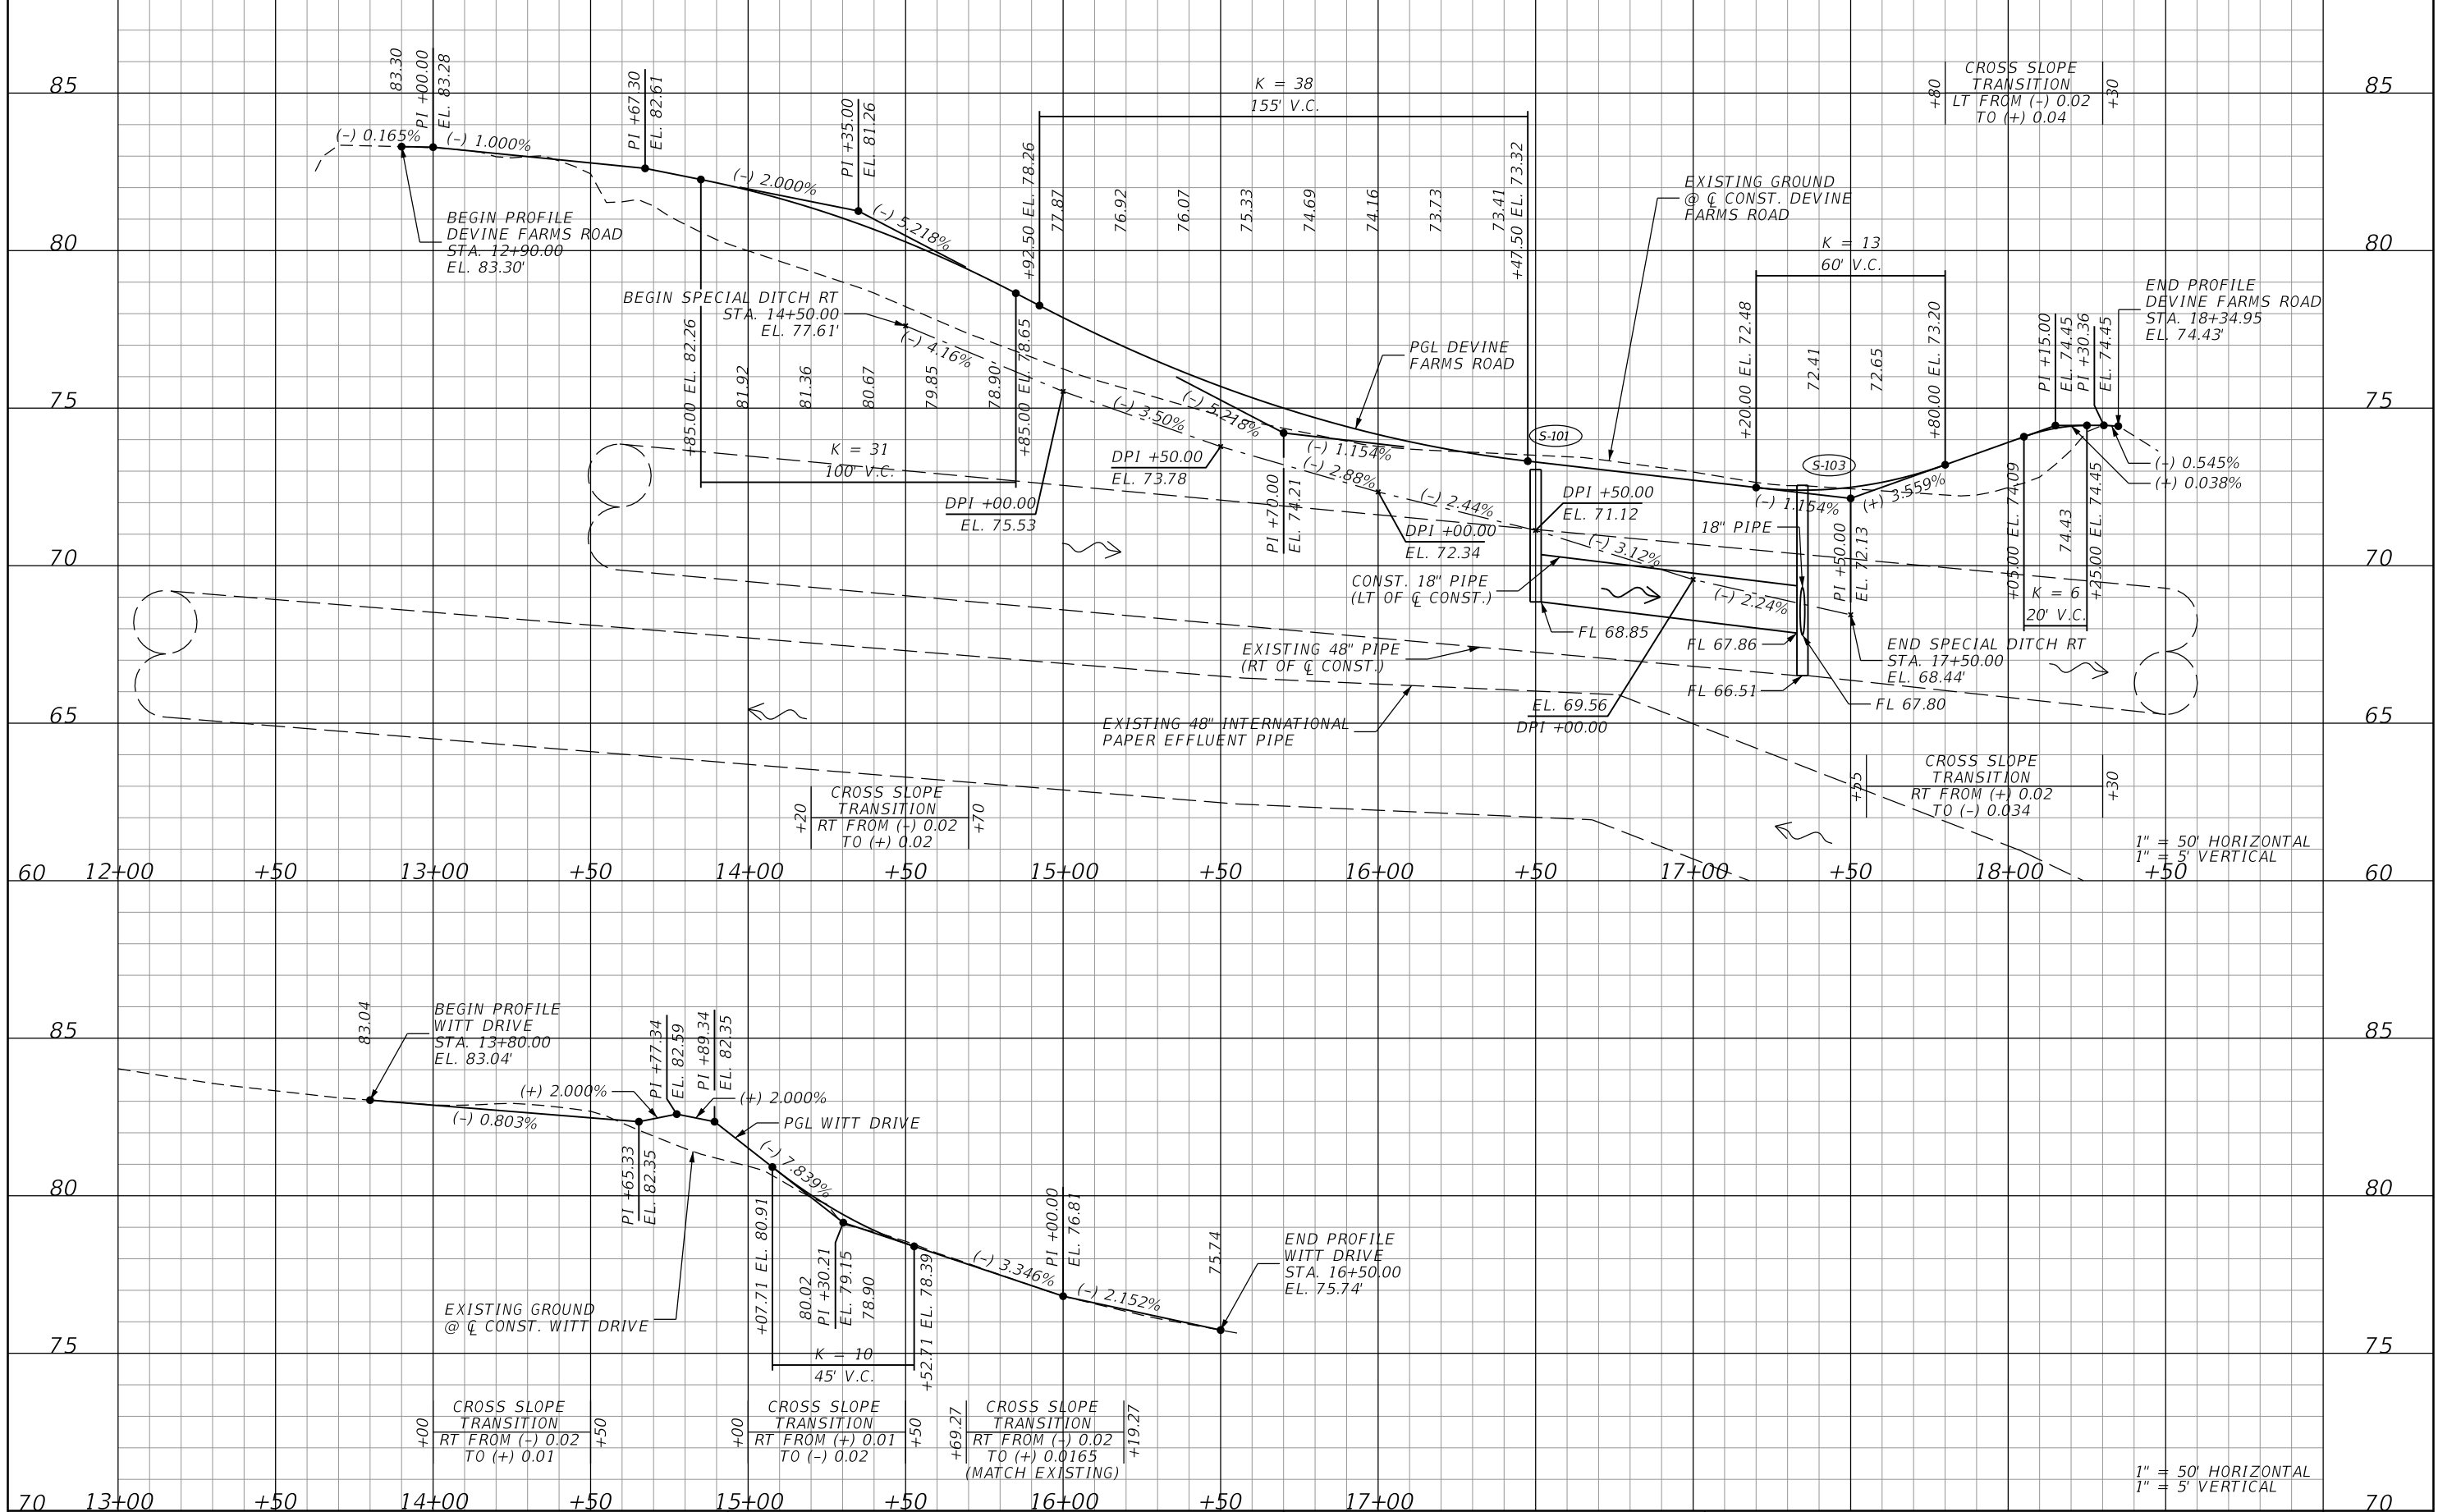 85
80
75
70
65
60
85
80
75
70
65
60
83.30
PI +00.00
EL. 83.28
(-) 0.165%
(-) 1.000%
PI +67.30
EL. 82.61
(-) 2.000%
PI +35.00
EL. 81.26
(-) 5.218%
BEGIN PROFILE
DEVINE FARMS ROAD
STA. 12+90.00
EL. 83.30'
K = 38
155' V.C.
+92.50 EL. 78.26
77.87
76.92
76.07
75.33
74.69
74.16
73.73
73.41
+47.50 EL. 73.32
EXISTING GROUND
@ ℄ CONST. DEVINE
FARMS ROAD
CROSS SLOPE
TRANSITION
LT FROM (-) 0.02
TO (+) 0.04
+80
+30
K = 13
60' V.C.
+20.00 EL. 72.48
72.41
72.65
+80.00 EL. 73.20
END PROFILE
DEVINE FARMS ROAD
STA. 18+34.95
EL. 74.43'
PI +15.00
EL. 74.45
PI +30.36
EL. 74.45
BEGIN SPECIAL DITCH RT
STA. 14+50.00
EL. 77.61'
(-) 4.16%
+85.00 EL. 82.26
81.92
81.36
80.67
79.85
78.90
+85.00 EL. 78.65
K = 31
100' V.C.
PGL DEVINE
FARMS ROAD
(-) 3.50%
(-) 5.218%
(-) 1.154%
(-) 2.88%
(-) 2.44%
DPI +00.00
EL. 75.53
DPI +50.00
EL. 73.78
PI +70.00
EL. 74.21
DPI +00.00
EL. 72.34
S-101
DPI +50.00
EL. 71.12
(-) 3.12%
S-103
18" PIPE
(-) 1.154%
(+) 3.559%
PI +50.00
EL. 72.13
(-) 0.545%
(+) 0.038%
+05.00 EL. 74.09
74.43
+25.00 EL. 74.45
K = 6
20' V.C.
CONST. 18" PIPE
(LT OF ℄ CONST.)
(-) 2.24%
FL 68.85
FL 67.86
FL 66.51
FL 67.80
END SPECIAL DITCH RT
STA. 17+50.00
EL. 68.44'
EXISTING 48" PIPE
(RT OF ℄ CONST.)
EL. 69.56
DPI +00.00
EXISTING 48" INTERNATIONAL
PAPER EFFLUENT PIPE
CROSS SLOPE
TRANSITION
RT FROM (-) 0.02
TO (+) 0.02
+20
+70
CROSS SLOPE
TRANSITION
RT FROM (+) 0.02
TO (-) 0.034
+55
+30
1" = 50' HORIZONTAL
1" = 5' VERTICAL
12+00
+50
13+00
+50
14+00
+50
15+00
+50
16+00
+50
17+00
+50
18+00
+50
85
80
75
70
85
80
75
70
83.04
BEGIN PROFILE
WITT DRIVE
STA. 13+80.00
EL. 83.04'
(+) 2.000%
(-) 0.803%
PI +77.34
EL. 82.59
PI +89.34
EL. 82.35
(+) 2.000%
PGL WITT DRIVE
PI +65.33
EL. 82.35
(-) 7.839%
+07.71 EL. 80.91
80.02
PI +30.21
EL. 79.15
78.90
+52.71 EL. 78.39
K = 10
45' V.C.
(-) 3.346%
PI +00.00
EL. 76.81
(-) 2.152%
75.74
END PROFILE
WITT DRIVE
STA. 16+50.00
EL. 75.74'
EXISTING GROUND
@ ℄ CONST. WITT DRIVE
CROSS SLOPE
TRANSITION
RT FROM (-) 0.02
TO (+) 0.01
+00
+50
CROSS SLOPE
TRANSITION
RT FROM (+) 0.01
TO (-) 0.02
+00
+50
CROSS SLOPE
TRANSITION
RT FROM (-) 0.02
TO (+) 0.0165
(MATCH EXISTING)
+69.27
+19.27
1" = 50' HORIZONTAL
1" = 5' VERTICAL
13+00
+50
14+00
+50
15+00
+50
16+00
+50
17+00